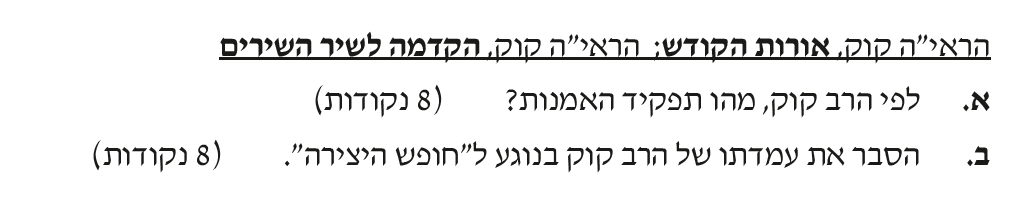 הראי"ה קוק, אורות הקודש; הראי"ה קוק, הקדמה לשיר השירים
א. לפי הרב קוק, מהו תפקיד האמנות? (8 נקודות)
ב. הסבר את עמדתו של הרב קוק בנוגע ל"חופש היצירה". (8 נקודות)